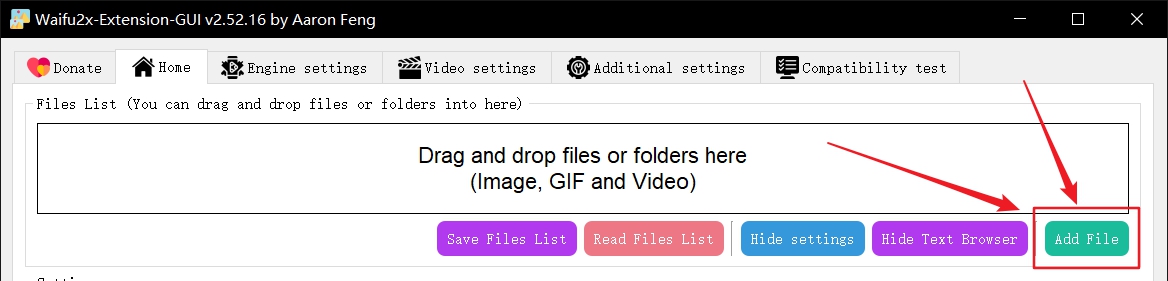 Waifu2x-Extension-GUI v2.52.16 by Aaron Feng
Donate
Home
Engine settings
Video settings
Additional settings
Compatibility test
Files List (You can drag and drop files or folders into here)
Drag and drop files or folders here
(Image, GIF and Video)
Save Files List
Read Files List
Hide settings
Hide Text Browser
Add File